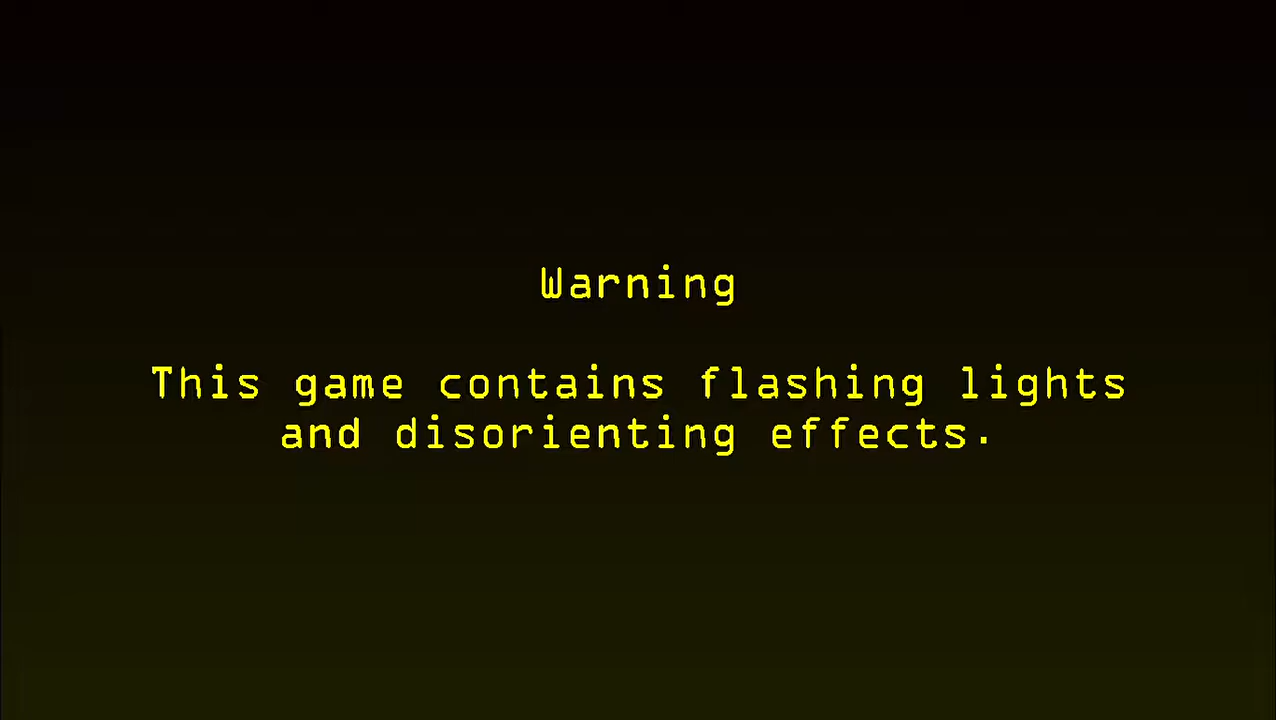 Warning
This game contains flashing lights
and disorienting effects.